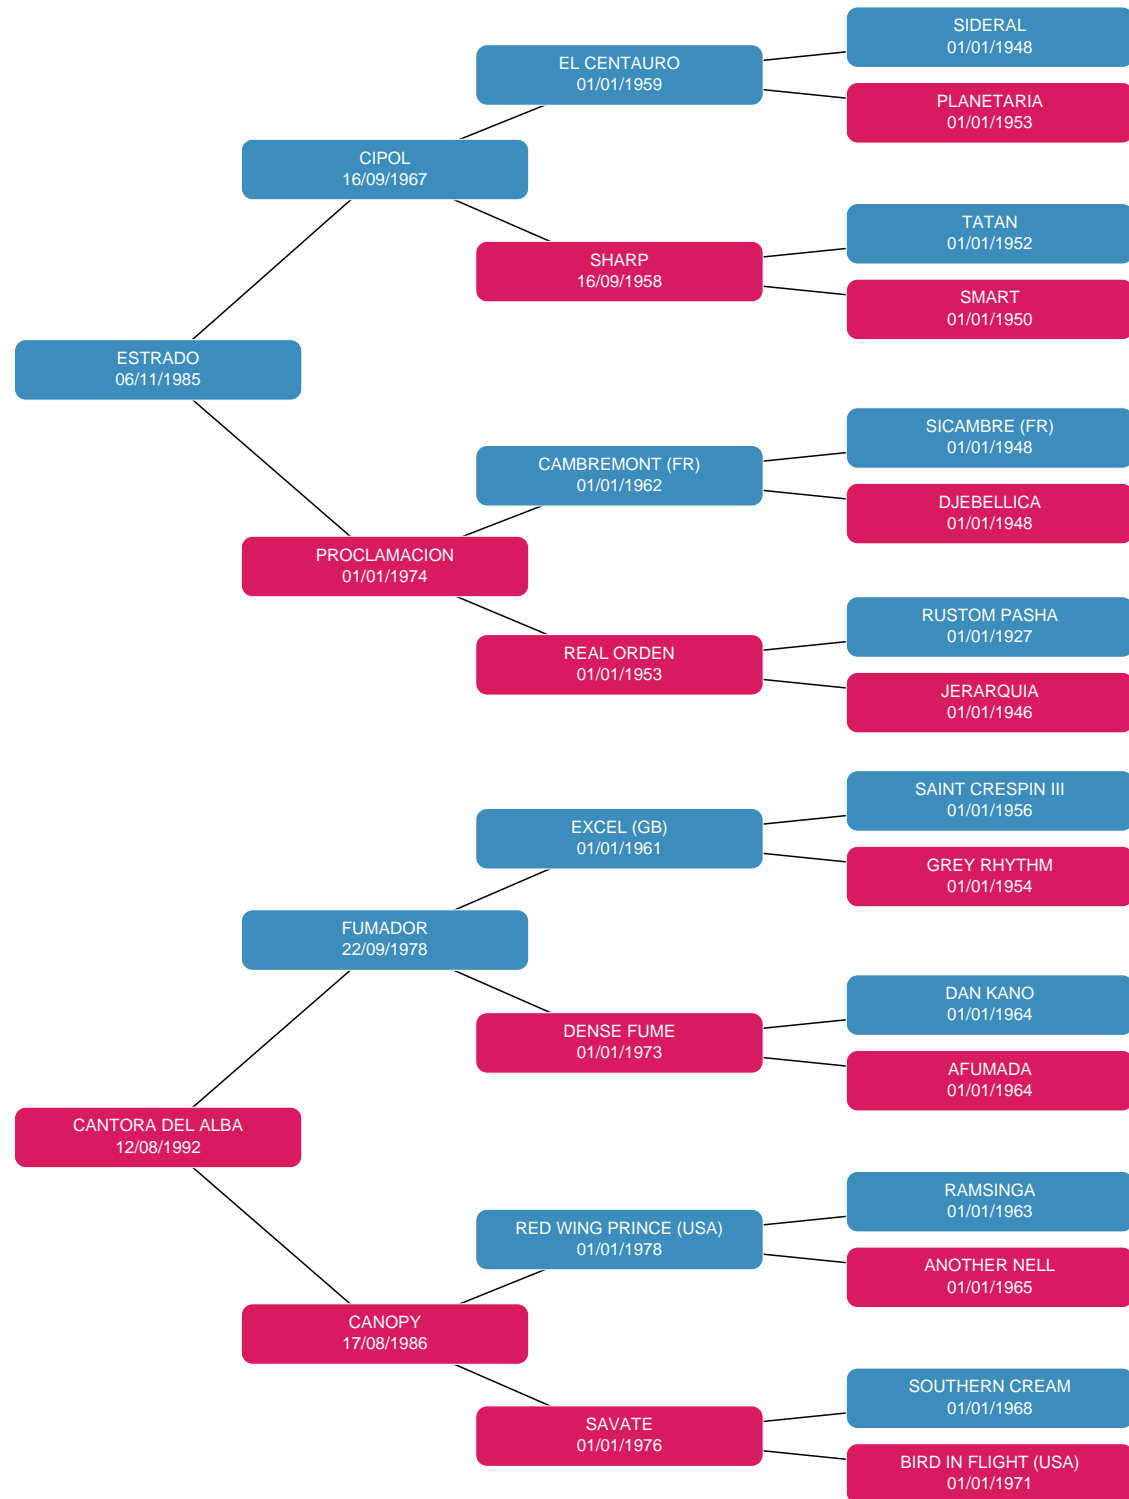 SIDERAL
01/01/1948
EL CENTAURO
01/01/1959
PLANETARIA
01/01/1953
CIPOL
16/09/1967
TATAN
01/01/1952
SHARP
16/09/1958
SMART
01/01/1950
ESTRADO
06/11/1985
SICAMBRE (FR)
01/01/1948
CAMBREMONT (FR)
01/01/1962
DJEBELLICA
01/01/1948
PROCLAMACION
01/01/1974
RUSTOM PASHA
01/01/1927
REAL ORDEN
01/01/1953
JERARQUIA
01/01/1946
SAINT CRESPIN III
01/01/1956
EXCEL (GB)
01/01/1961
GREY RHYTHM
01/01/1954
FUMADOR
22/09/1978
DAN KANO
01/01/1964
DENSE FUME
01/01/1973
AFUMADA
01/01/1964
CANTORA DEL ALBA
12/08/1992
RAMSINGA
01/01/1963
RED WING PRINCE (USA)
01/01/1978
ANOTHER NELL
01/01/1965
CANOPY
17/08/1986
SOUTHERN CREAM
01/01/1968
SAVATE
01/01/1976
BIRD IN FLIGHT (USA)
01/01/1971